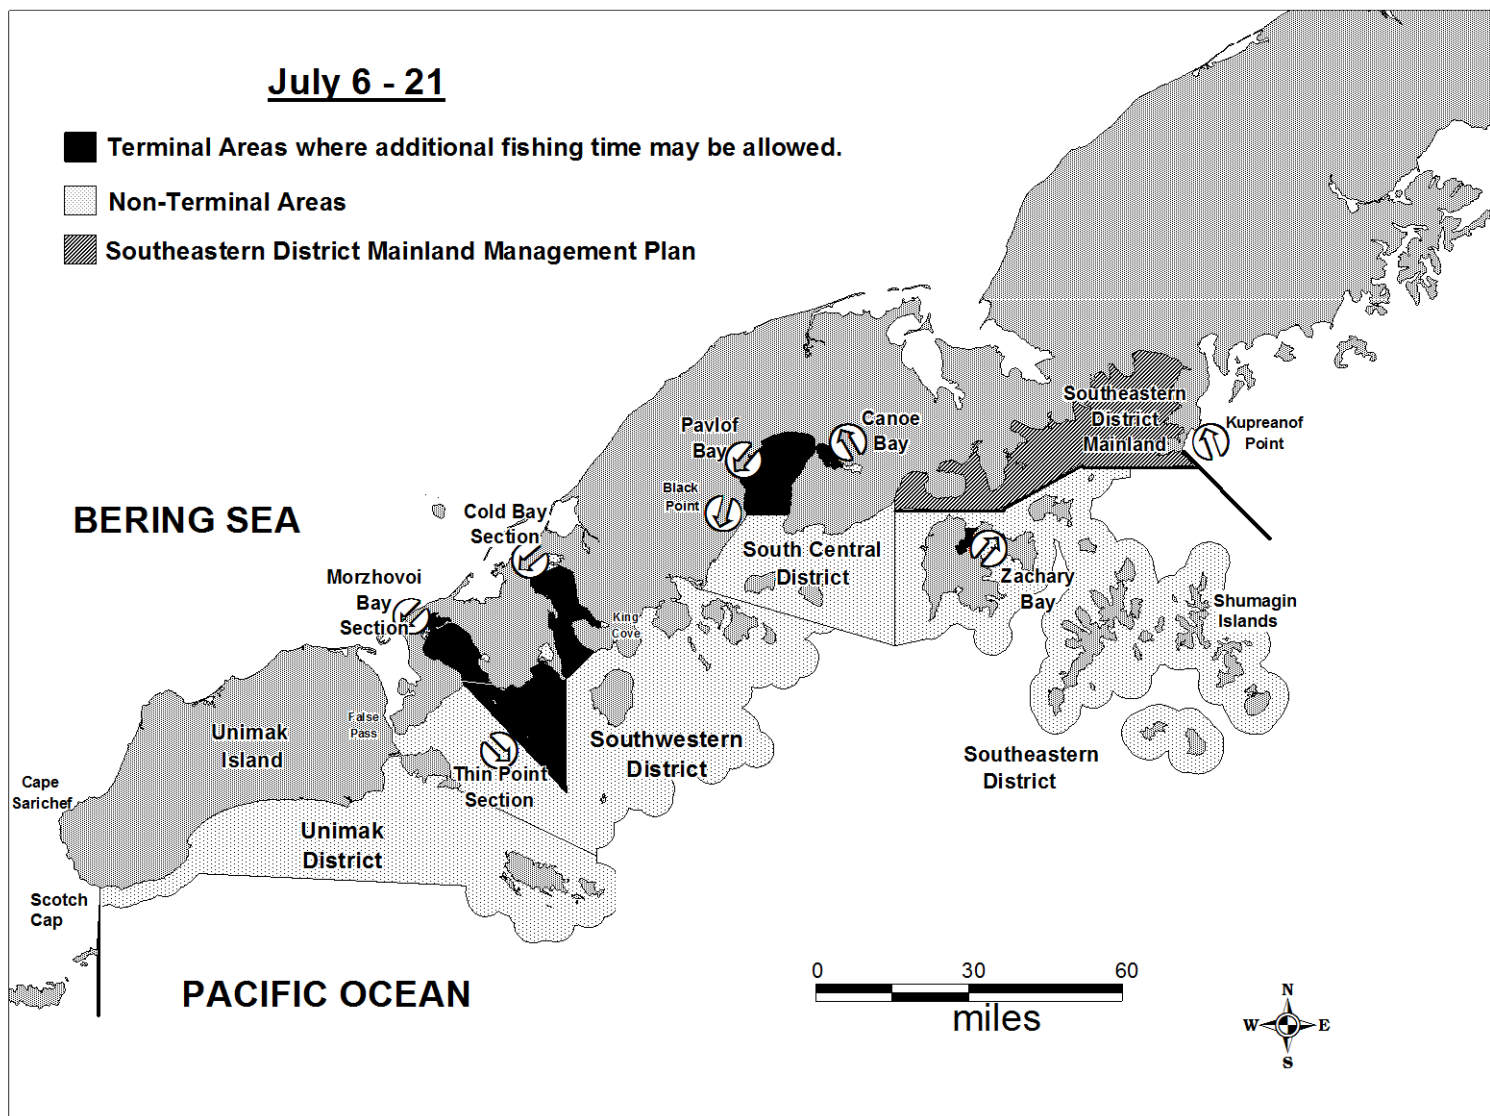 July 6 - 21
Terminal Areas where additional fishing time may be allowed.
Non-Terminal Areas
Southeastern District Mainland Management Plan
Southeastern
District
Mainland
Kupreanof
Point
Canoe
Bay
Pavlof
Bay
Black
Point
BERING SEA
Cold Bay
Section
South Central
District
Morzhovoi
Bay
Section
Zachary
Bay
Shumagin
Islands
King
Cove
False
Pass
Unimak
Island
Southwestern
District
Southeastern
District
Thin Point
Section
Cape
Sarichef
Unimak
District
Scotch
Cap
PACIFIC OCEAN
0 30 60
miles
N
W E
S